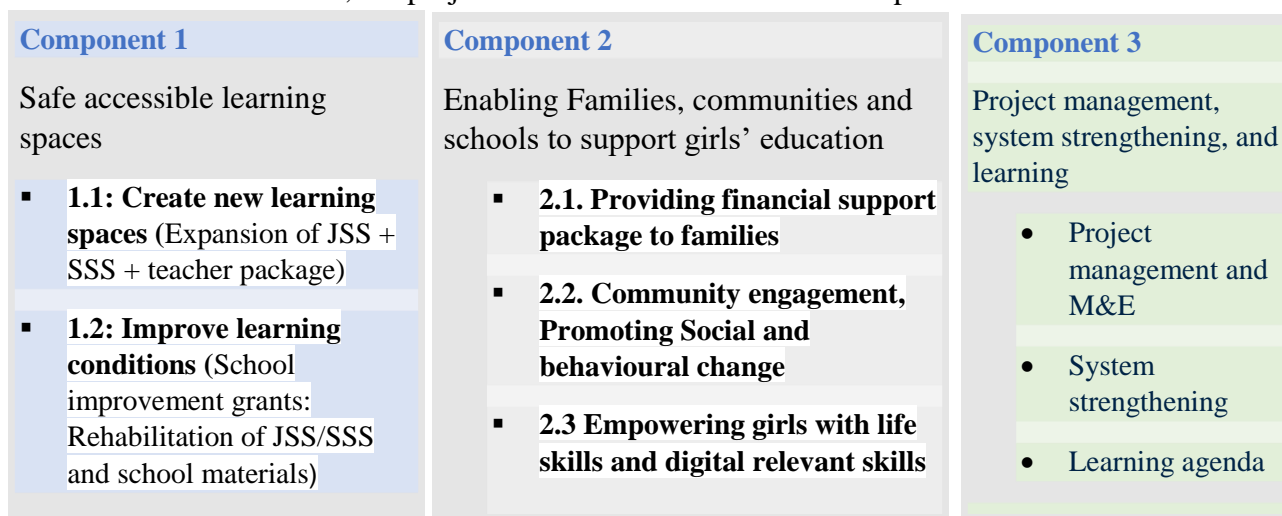 Component 1
Safe accessible learning
spaces
▪ 1.1: Create new learning
spaces (Expansion of JSS +
SSS + teacher package)
▪ 1.2: Improve learning
conditions (School
improvement grants:
Rehabilitation of JSS/SSS
and school materials)
Component 2
Enabling Families, communities and
schools to support girls’ education
▪ 2.1. Providing financial support
package to families
▪ 2.2. Community engagement,
Promoting Social and
behavioural change
▪ 2.3 Empowering girls with life
skills and digital relevant skills
Component 3
Project management,
system strengthening, and
learning
• Project
management and
M&E
• System
strengthening
• Learning agenda